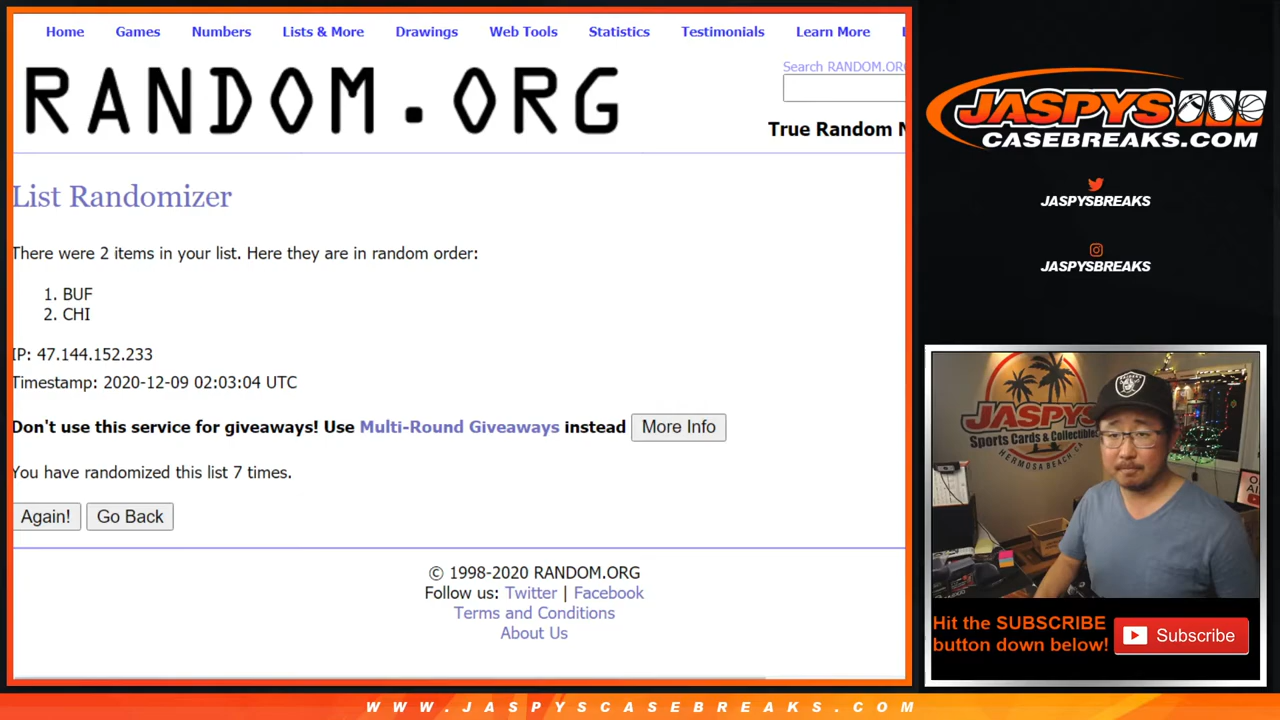 Home Games Numbers Lists & More Drawings Web Tools Statistics Testimonials Learn More
Search RANDOM.ORG
RANDOM.ORG
True Random N
List Randomizer
There were 2 items in your list. Here they are in random order:
1. BUF
2. CHI
IP: 47.144.152.233
Timestamp: 2020-12-09 02:03:04 UTC
Don't use this service for giveaways! Use Multi-Round Giveaways instead More Info
You have randomized this list 7 times.
Again! Go Back
© 1998-2020 RANDOM.ORG
Follow us: Twitter | Facebook
Terms and Conditions
About Us
JASPYS
CASEBREAKS.COM
JASPYSBREAKS
JASPYSBREAKS
JASPYS
Sports Cards & Collectibles
HERMOSA BEACH, CA
Hit the SUBSCRIBE
button down below!
Subscribe
WWW.JASPYSCASEBREAKS.COM